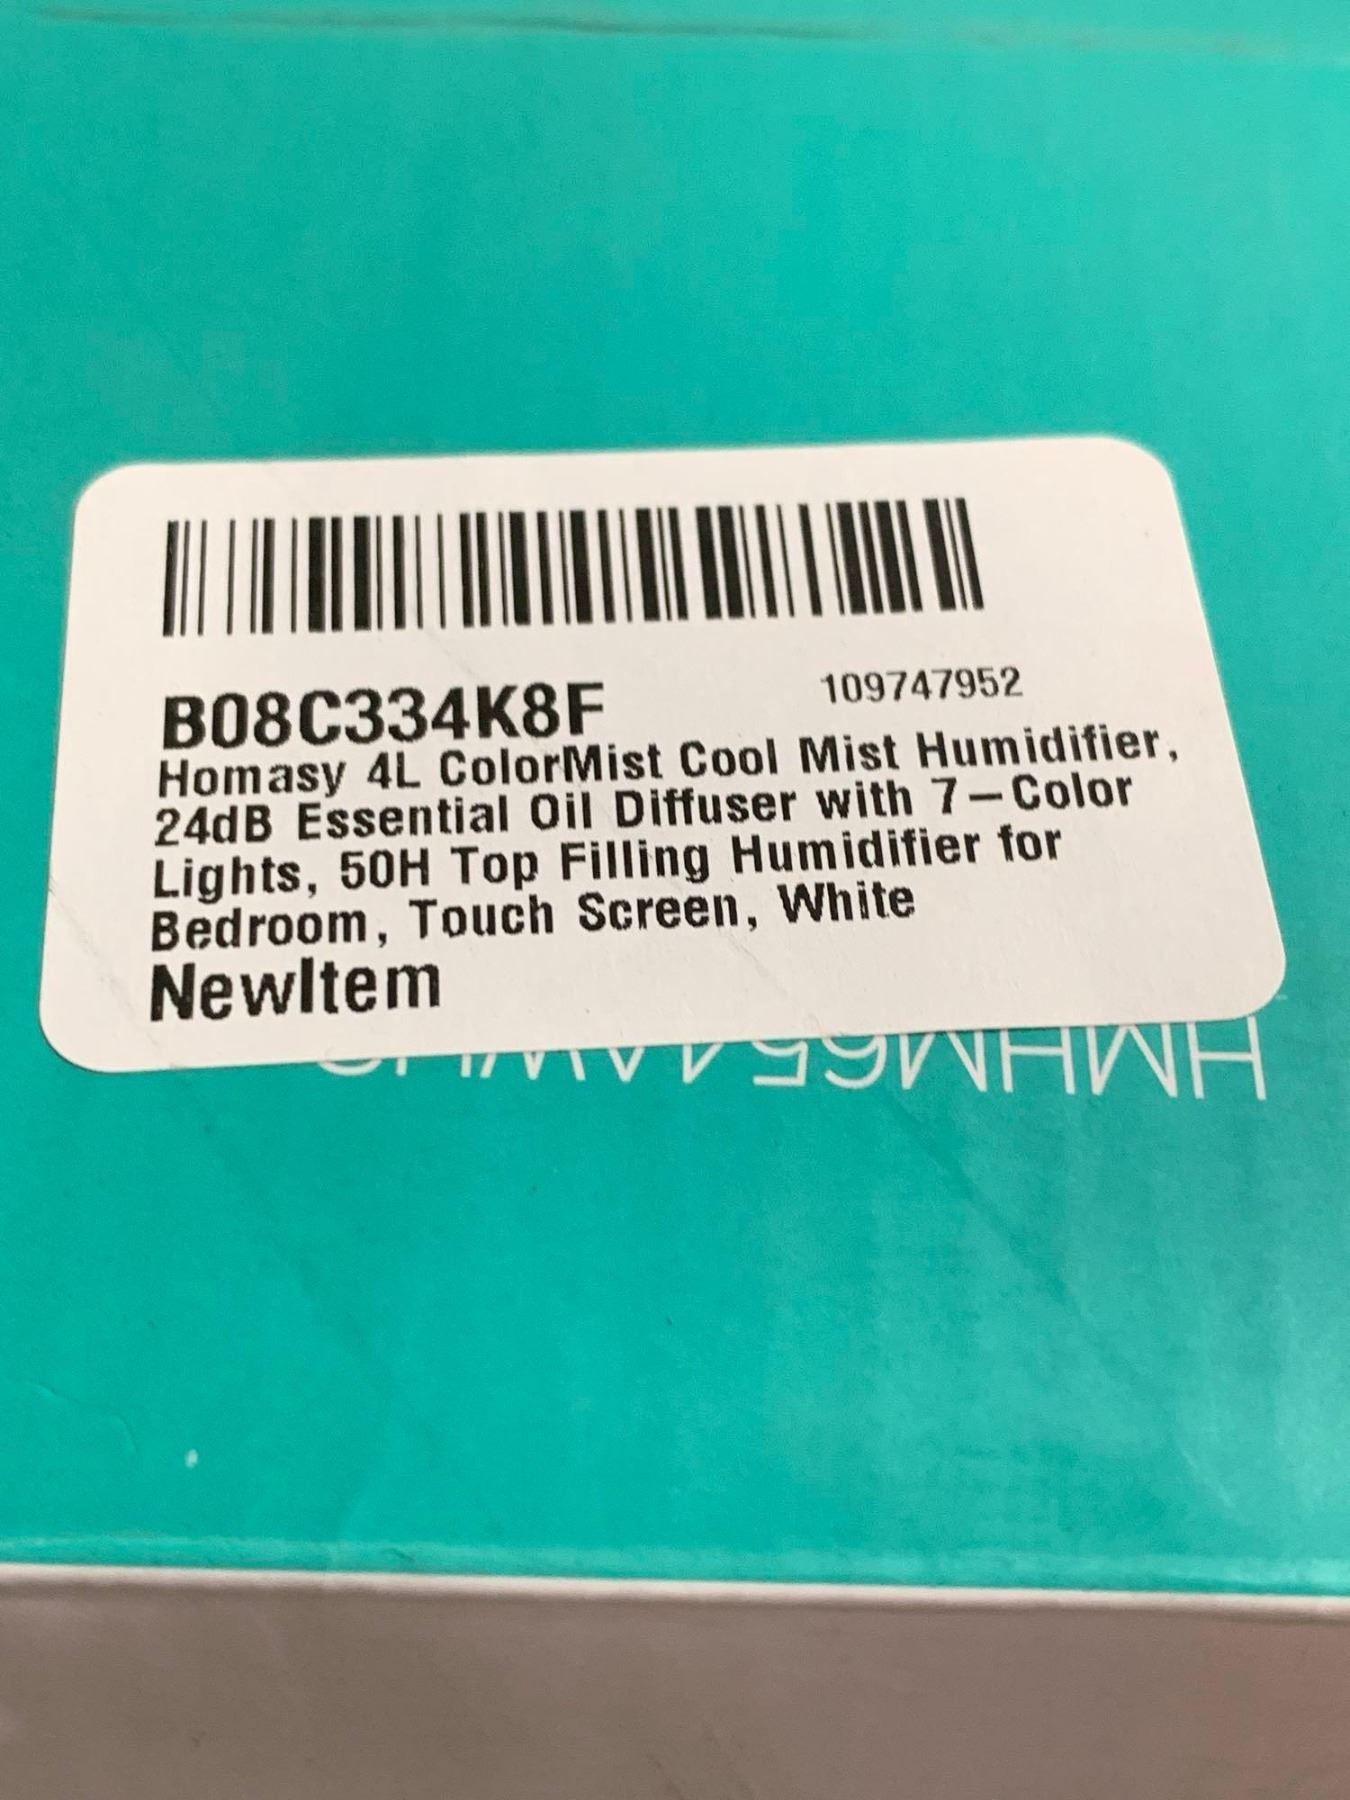 B08C334K8F 109747952
Homasy 4L ColorMist Cool Mist Humidifier,
24dB Essential Oil Diffuser with 7-Color
Lights, 50H Top Filling Humidifier for
Bedroom, Touch Screen, White
NewItem